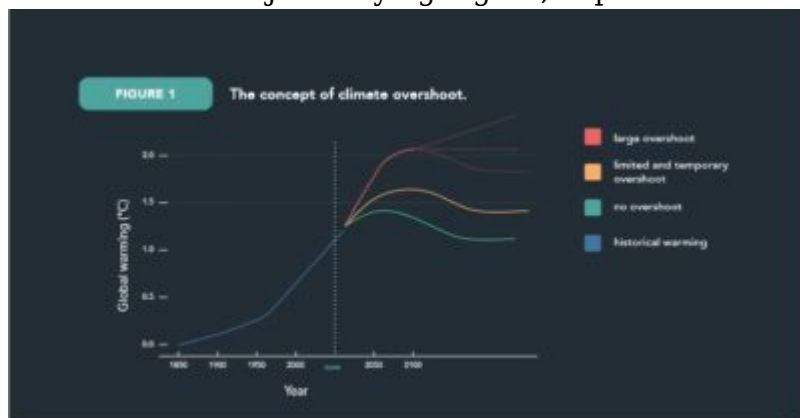 FIGURE 1
The concept of climate overshoot.
large overshoot
limited and temporary
overshoot
no overshoot
historical warming
Global warming (°C)
2.0
1.5
1.0
0.5
0.0
1850 1900 1950 2000 2050 2100
Year